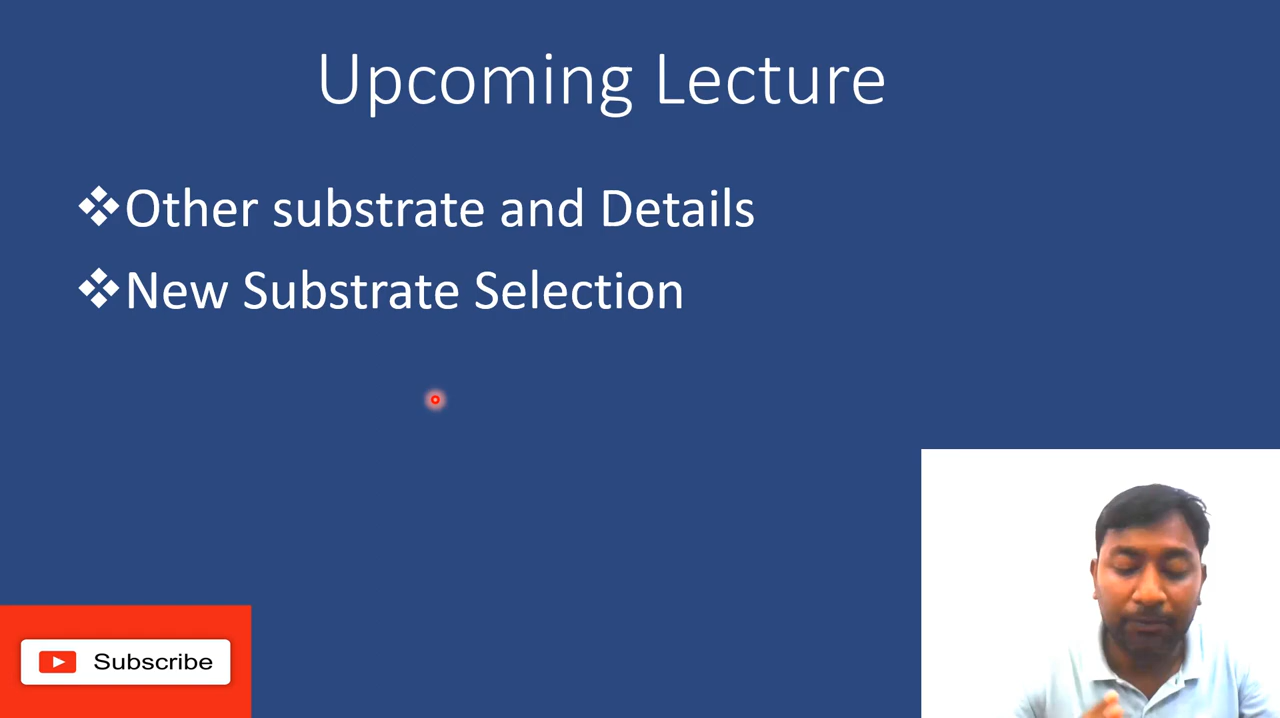 Upcoming Lecture
❖Other substrate and Details
❖New Substrate Selection
Subscribe